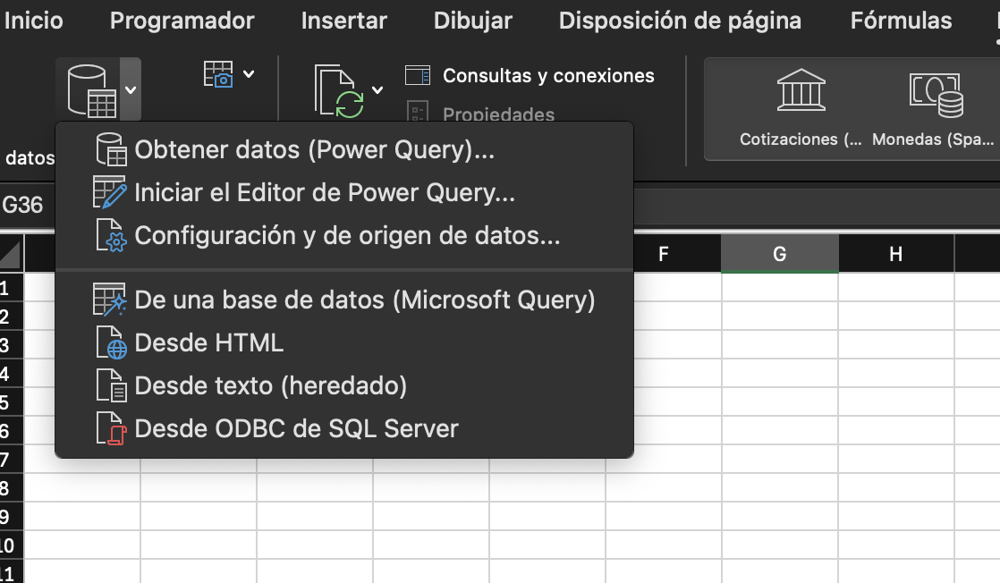 Inicio Programador Insertar Dibujar Disposición de página Fórmulas
Consultas y conexiones
Propiedades
datos
Cotizaciones (... Monedas (Spa...
G36
Obtener datos (Power Query)...
Iniciar el Editor de Power Query...
Configuración y de origen de datos...
De una base de datos (Microsoft Query)
Desde HTML
Desde texto (heredado)
Desde ODBC de SQL Server
F G H
1
2
3
4
5
6
7
8
9
10
11